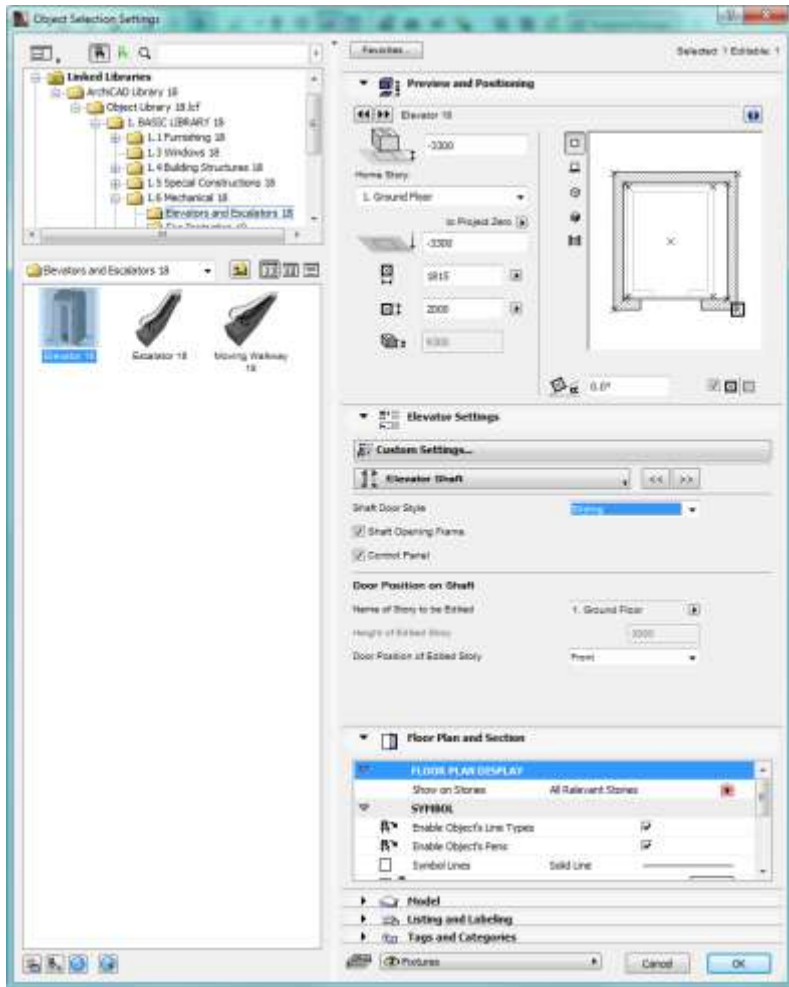 Object Selection Settings
Linked Libraries
ArchiCAD Library 18
Object Library 18.lcf
1. BASIC LIBRARY 18
1.1 Furnishing 18
1.3 Windows 18
1.4 Building Structures 18
1.5 Special Constructions 18
1.6 Mechanical 18
Elevators and Escalators 18
Elevators and Escalators 18
Elevator 18
Escalator 18
Moving Walkway 18
Favorites...
Selected: 1 Editable: 1
Preview and Positioning
Elevator 18
-3300
Home Story:
1. Ground Floor
to Project Zero
-3300
1815
2000
α 0.0°
Elevator Settings
Custom Settings...
Elevator Shaft
<< >>
Shaft Door Style
Shaft Opening Frame
Control Panel
Door Position on Shaft
Name of Story to be Edited 1. Ground Floor
Height of Edited Story
Door Position of Edited Story Front
Floor Plan and Section
FLOOR PLAN DISPLAY
Show on Stories All Relevant Stories
SYMBOL
Enable Object's Line Types
Enable Object's Pens
Symbol Lines Solid Line
Model
Listing and Labeling
Tags and Categories
Fixtures
Cancel
OK